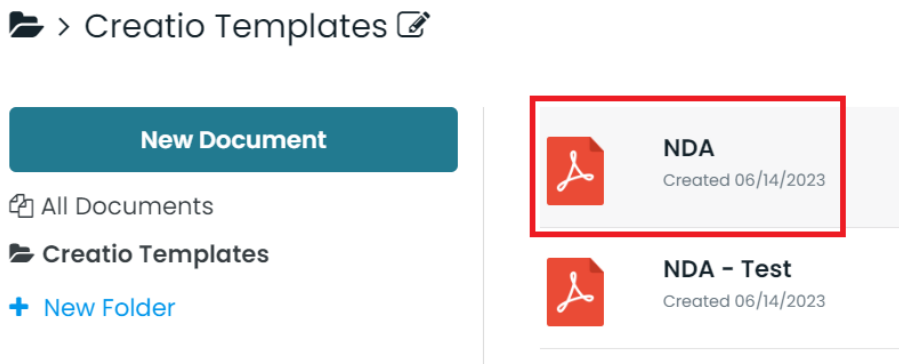 > Creatio Templates
New Document
All Documents
Creatio Templates
+ New Folder
NDA
Created 06/14/2023
NDA - Test
Created 06/14/2023